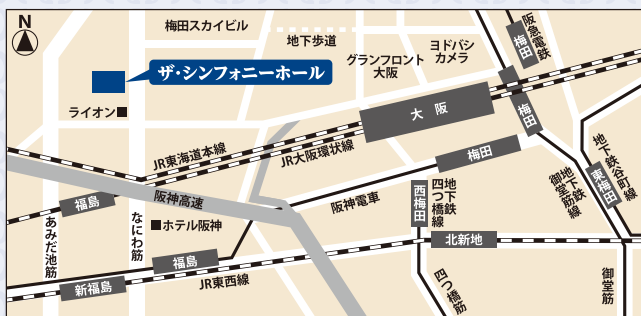 N
梅田スカイビル
地下歩道
グランフロント
大阪
ヨドバシ
カメラ
阪急電鉄
梅田
ザ・シンフォニーホール
ライオン
大阪
梅田
JR東海道本線
JR大阪環状線
梅田
地下鉄谷町線
東梅田
地下鉄
御堂筋線
福島
阪神高速
阪神電車
西梅田
地下鉄
四つ橋線
あみだ池筋
なにわ筋
ホテル阪神
北新地
福島
新福島
JR東西線
四つ橋筋
御堂筋